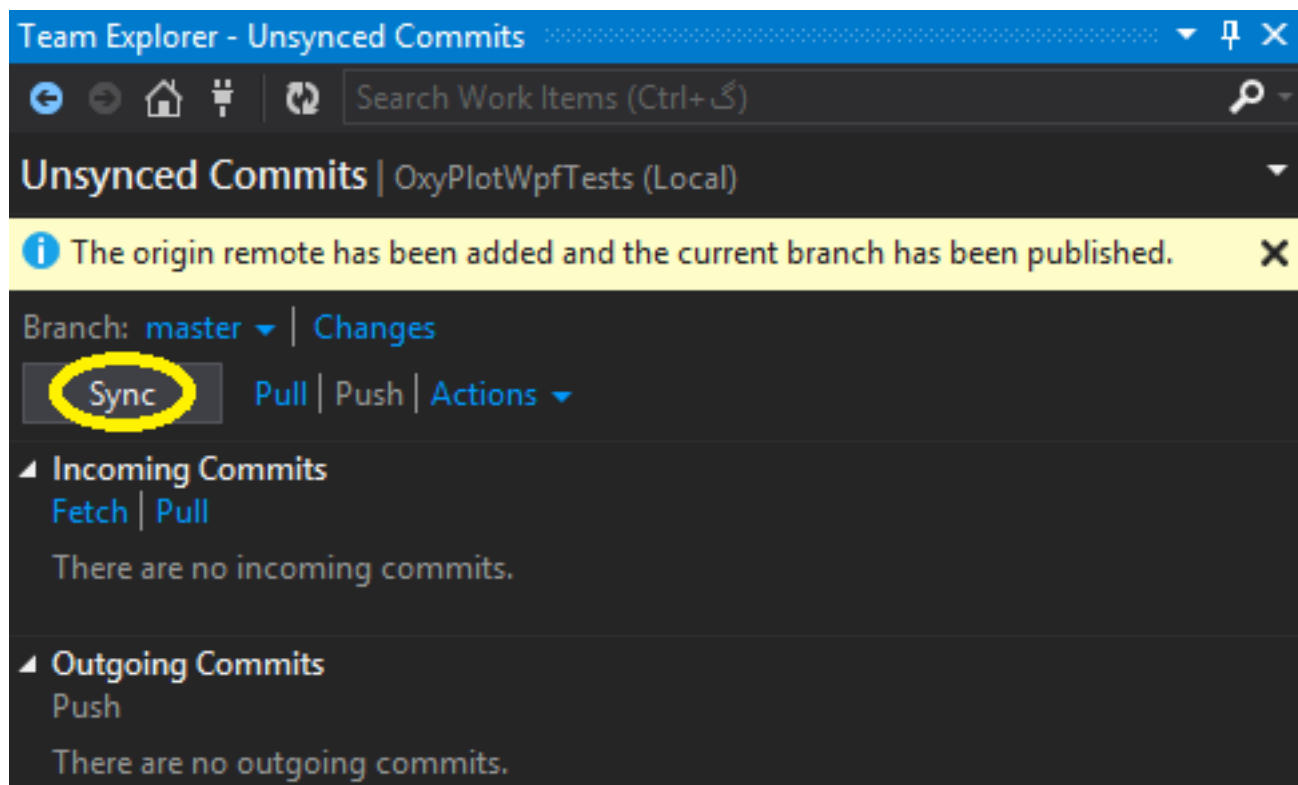 Team Explorer - Unsynced Commits
Search Work Items (Ctrl+گ)
Unsynced Commits | OxyPlotWpfTests (Local)
The origin remote has been added and the current branch has been published.
Branch: master | Changes
Sync Pull | Push | Actions
Incoming Commits
Fetch | Pull
There are no incoming commits.
Outgoing Commits
Push
There are no outgoing commits.